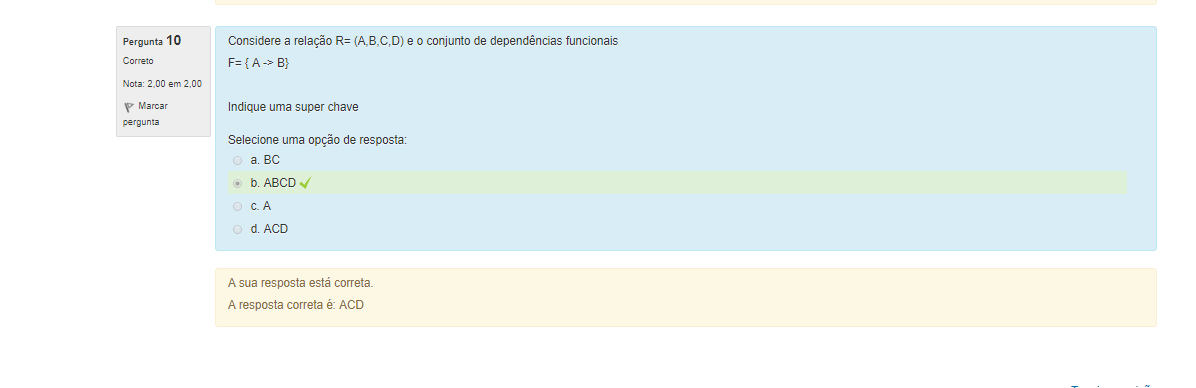 Pergunta 10
Correto
Nota: 2,00 em 2,00
Marcar
pergunta
Considere a relação R= (A,B,C,D) e o conjunto de dependências funcionais
F= { A -> B}
Indique uma super chave
Selecione uma opção de resposta:
a. BC
b. ABCD
c. A
d. ACD
A sua resposta está correta.
A resposta correta é: ACD